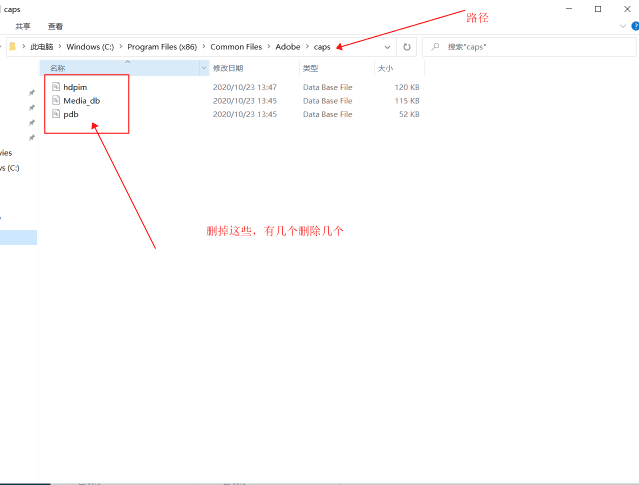 caps
共享 查看
路径
此电脑 > Windows (C:) > Program Files (x86) > Common Files > Adobe > caps
搜索"caps"
名称 修改日期 类型 大小
hdpim 2020/10/23 13:47 Data Base File 120 KB
Media_db 2020/10/23 13:45 Data Base File 115 KB
pdb 2020/10/23 13:45 Data Base File 52 KB
vies
vs (C:)
删掉这些，有几个删除几个